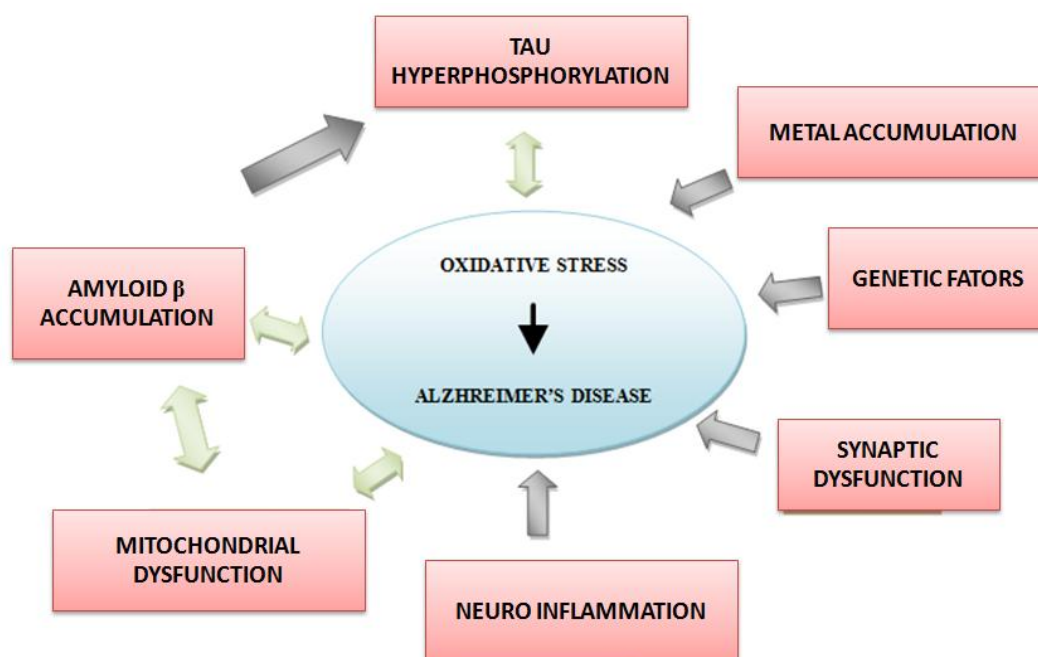 TAU
HYPERPHOSPHORYLATION
METAL ACCUMULATION
OXIDATIVE STRESS
GENETIC FATORS
AMYLOID β
ACCUMULATION
ALZHREIMER'S DISEASE
SYNAPTIC
DYSFUNCTION
MITOCHONDRIAL
DYSFUNCTION
NEURO INFLAMMATION